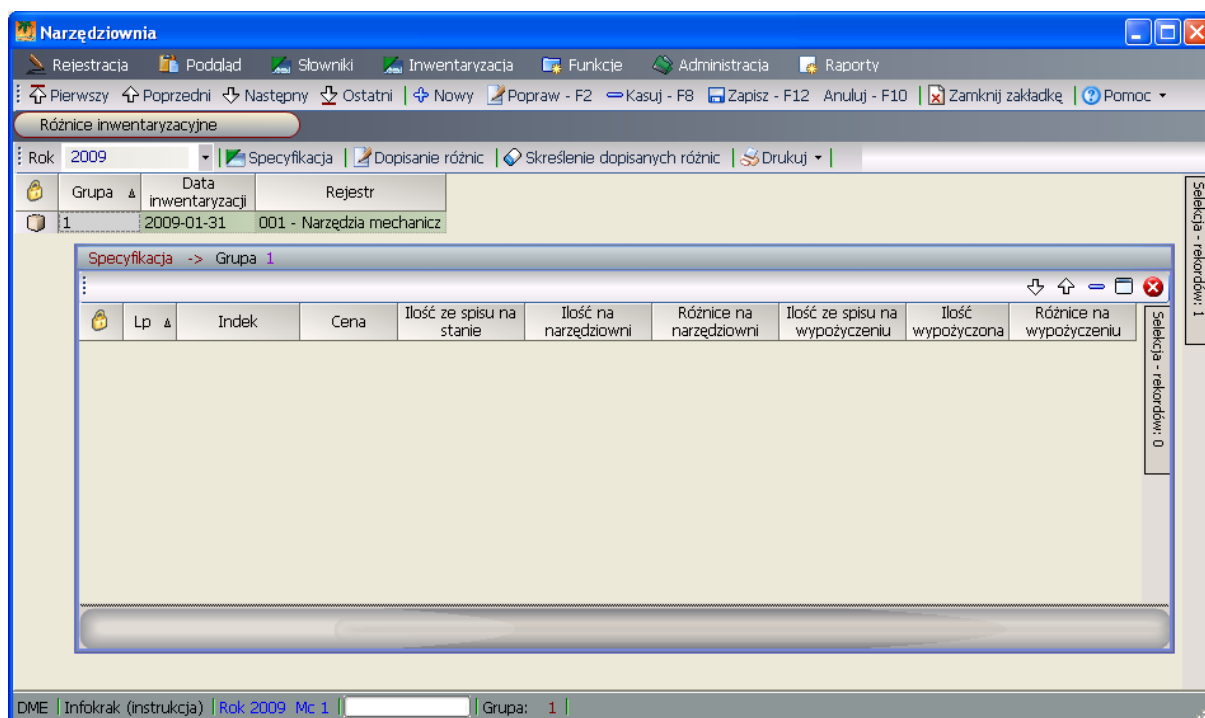 Narzędziownia
Rejestracja Podgląd Słowniki Inwentaryzacja Funkcje Administracja Raporty
Pierwszy Poprzedni Następny Ostatni Nowy Popraw - F2 Kasuj - F8 Zapisz - F12 Anuluj - F10 Zamknij zakładkę Pomoc
Różnice inwentaryzacyjne
Rok 2009 Specyfikacja Dopisanie różnic Skreślenie dopisanych różnic Drukuj
Grupa Data inwentaryzacji Rejestr
1 2009-01-31 001 - Narzędzia mechanicz
Selekcja - rekordów: 1
Specyfikacja -> Grupa 1
Lp Indek Cena Ilość ze spisu na stanie Ilość na narzędziowni Różnice na narzędziowni Ilość ze spisu na wypożyczeniu Ilość wypożyczona Różnice na wypożyczeniu
Selekcja - rekordów: 0
DME Infokrak (instrukcja) Rok 2009 Mc 1 Grupa: 1